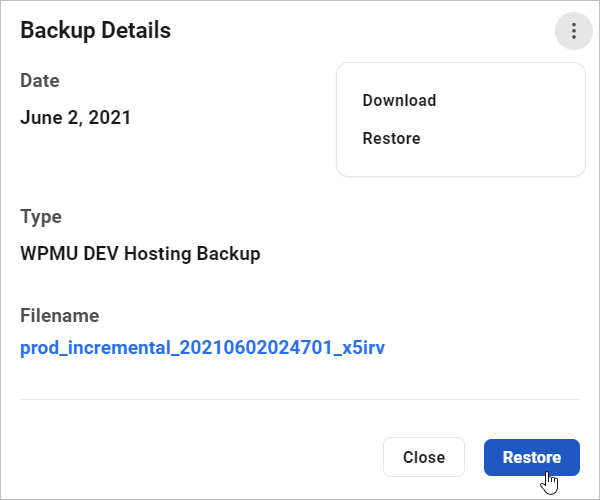 Backup Details
Date
June 2, 2021
Download
Restore
Type
WPMU DEV Hosting Backup
Filename
prod_incremental_20210602024701_x5irv
Close
Restore